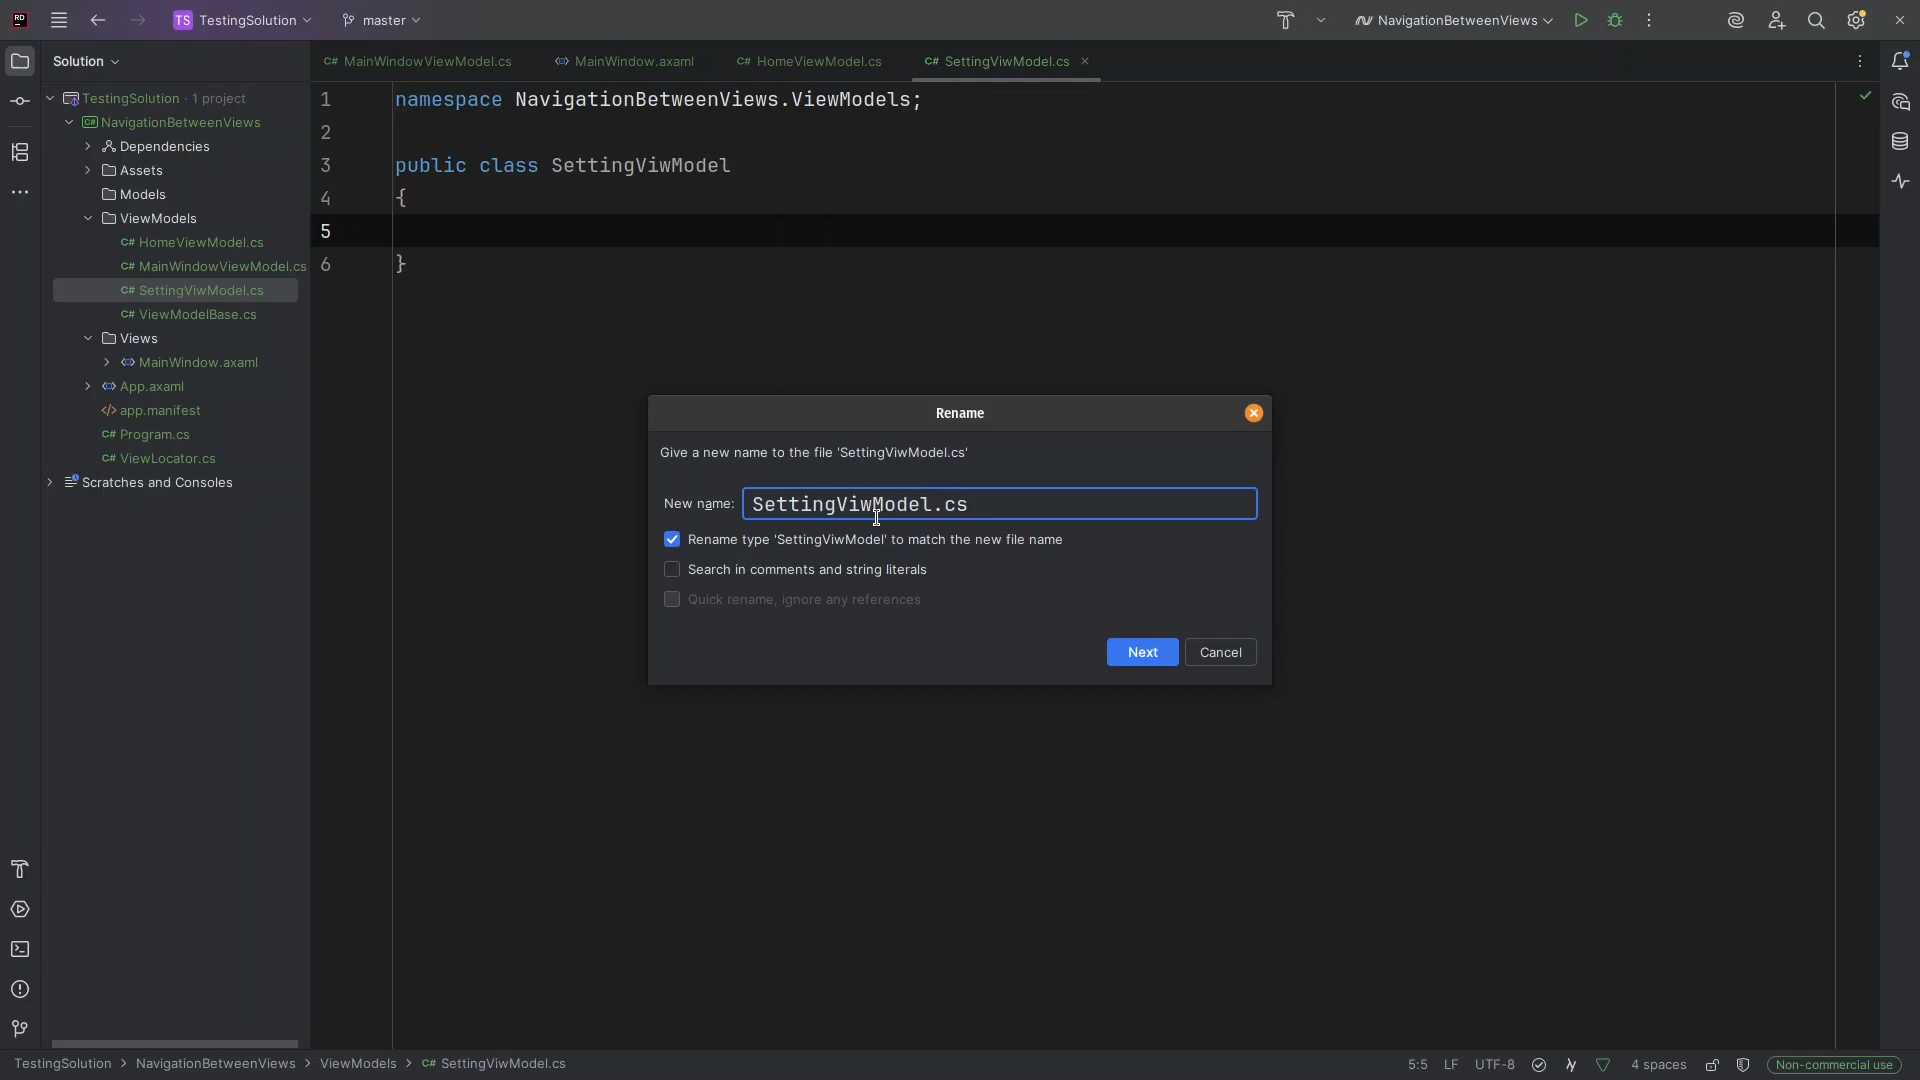 RD
TS TestingSolution
master
NavigationBetweenViews
Solution
C# MainWindowViewModel.cs
MainWindow.axaml
C# HomeViewModel.cs
C# SettingViwModel.cs
TestingSolution · 1 project
C# NavigationBetweenViews
Dependencies
Assets
Models
ViewModels
C# HomeViewModel.cs
C# MainWindowViewModel.cs
C# SettingViwModel.cs
C# ViewModelBase.cs
Views
MainWindow.axaml
App.axaml
app.manifest
C# Program.cs
C# ViewLocator.cs
Scratches and Consoles
1 namespace NavigationBetweenViews.ViewModels;
2
3 public class SettingViwModel
4 {
5
6 }
Rename
Give a new name to the file 'SettingViwModel.cs'
New name: SettingViwModel.cs
Rename type 'SettingViwModel' to match the new file name
Search in comments and string literals
Quick rename, ignore any references
Next
Cancel
TestingSolution > NavigationBetweenViews > ViewModels > C# SettingViwModel.cs
5:5 LF UTF-8 4 spaces Non-commercial use